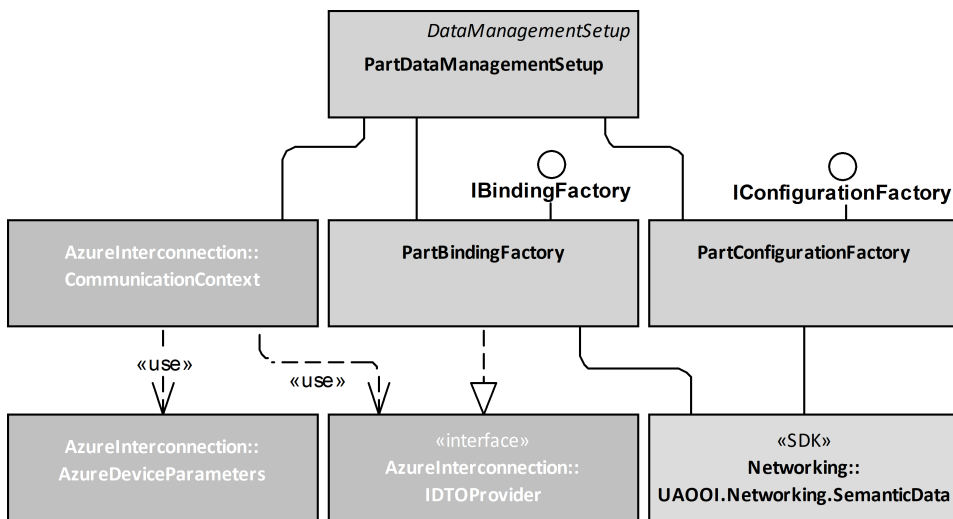 DataManagementSetup
PartDataManagementSetup
IBindingFactory
IConfigurationFactory
AzureInterconnection::
CommunicationContext
PartBindingFactory
PartConfigurationFactory
«use»
«use»
AzureInterconnection::
AzureDeviceParameters
«interface»
AzureInterconnection::
IDTOProvider
«SDK»
Networking::
UAOOI.Networking.SemanticData